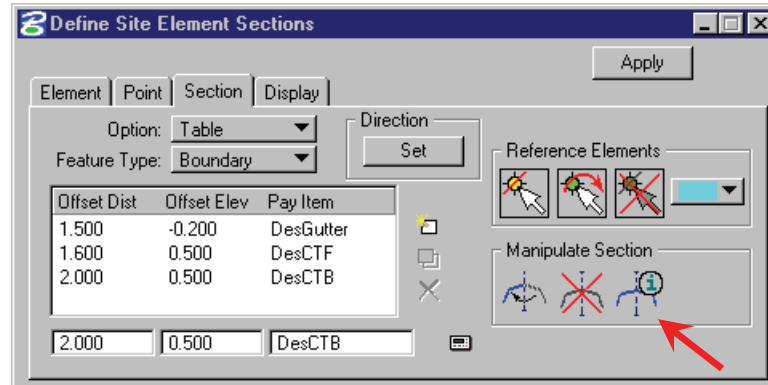 Define Site Element Sections
Apply
Element Point Section Display
Option: Table
Feature Type: Boundary
Direction
Set
Offset Dist Offset Elev Pay Item
1.500 -0.200 DesGutter
1.600 0.500 DesCTF
2.000 0.500 DesCTB
2.000 0.500 DesCTB
Reference Elements
Manipulate Section
i